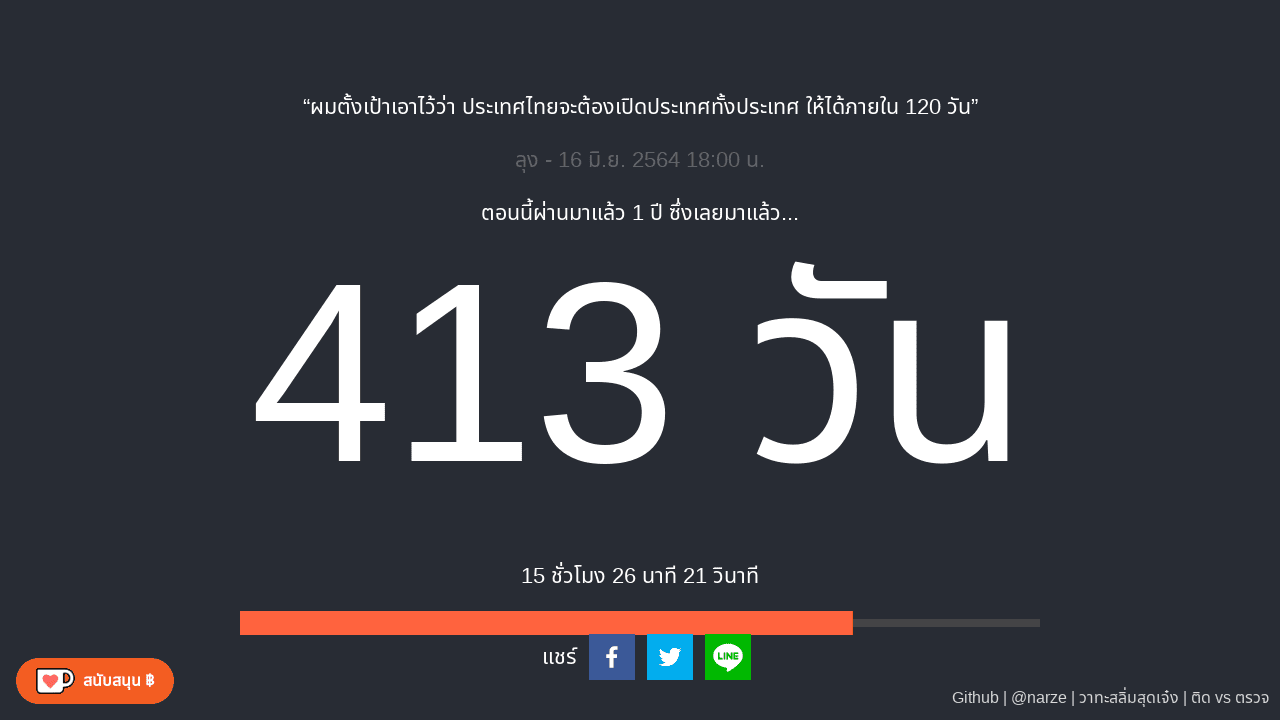 “ผมตั้งเป้าเอาไว้ว่า ประเทศไทยจะต้องเปิดประเทศทั้งประเทศ ให้ได้ภายใน 120 วัน”
ลุง - 16 มิ.ย. 2564 18:00 น.
ตอนนี้ผ่านมาแล้ว 1 ปี ซึ่งเลยมาแล้ว...
413 วัน
15 ชั่วโมง 26 นาที 21 วินาที
แชร์
LINE
สนับสนุน ฿
Github | @narze | วาทะสลิ่มสุดเจ๋ง | ติด vs ตรวจ